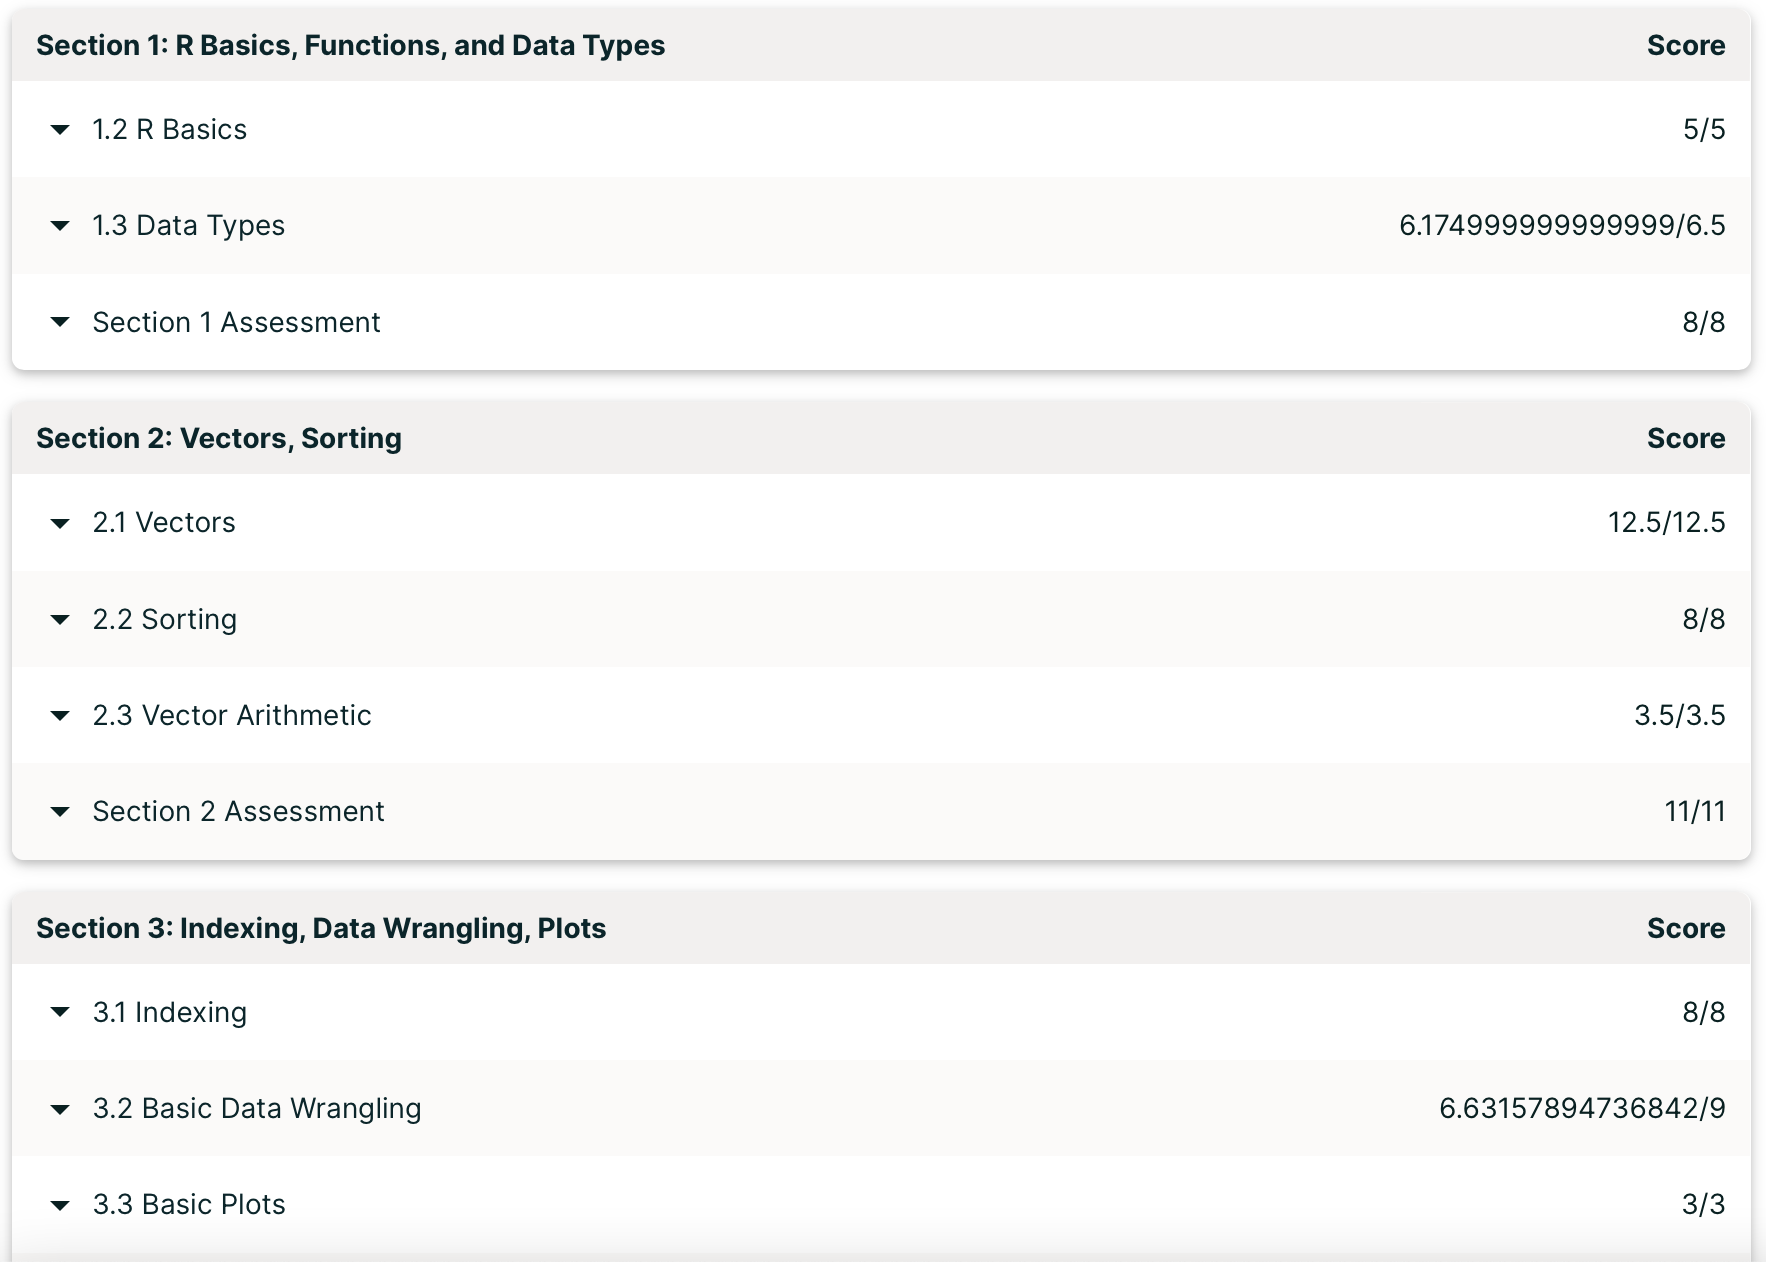 Section 1: R Basics, Functions, and Data Types Score
1.2 R Basics 5/5
1.3 Data Types 6.174999999999999/6.5
Section 1 Assessment 8/8
Section 2: Vectors, Sorting Score
2.1 Vectors 12.5/12.5
2.2 Sorting 8/8
2.3 Vector Arithmetic 3.5/3.5
Section 2 Assessment 11/11
Section 3: Indexing, Data Wrangling, Plots Score
3.1 Indexing 8/8
3.2 Basic Data Wrangling 6.63157894736842/9
3.3 Basic Plots 3/3